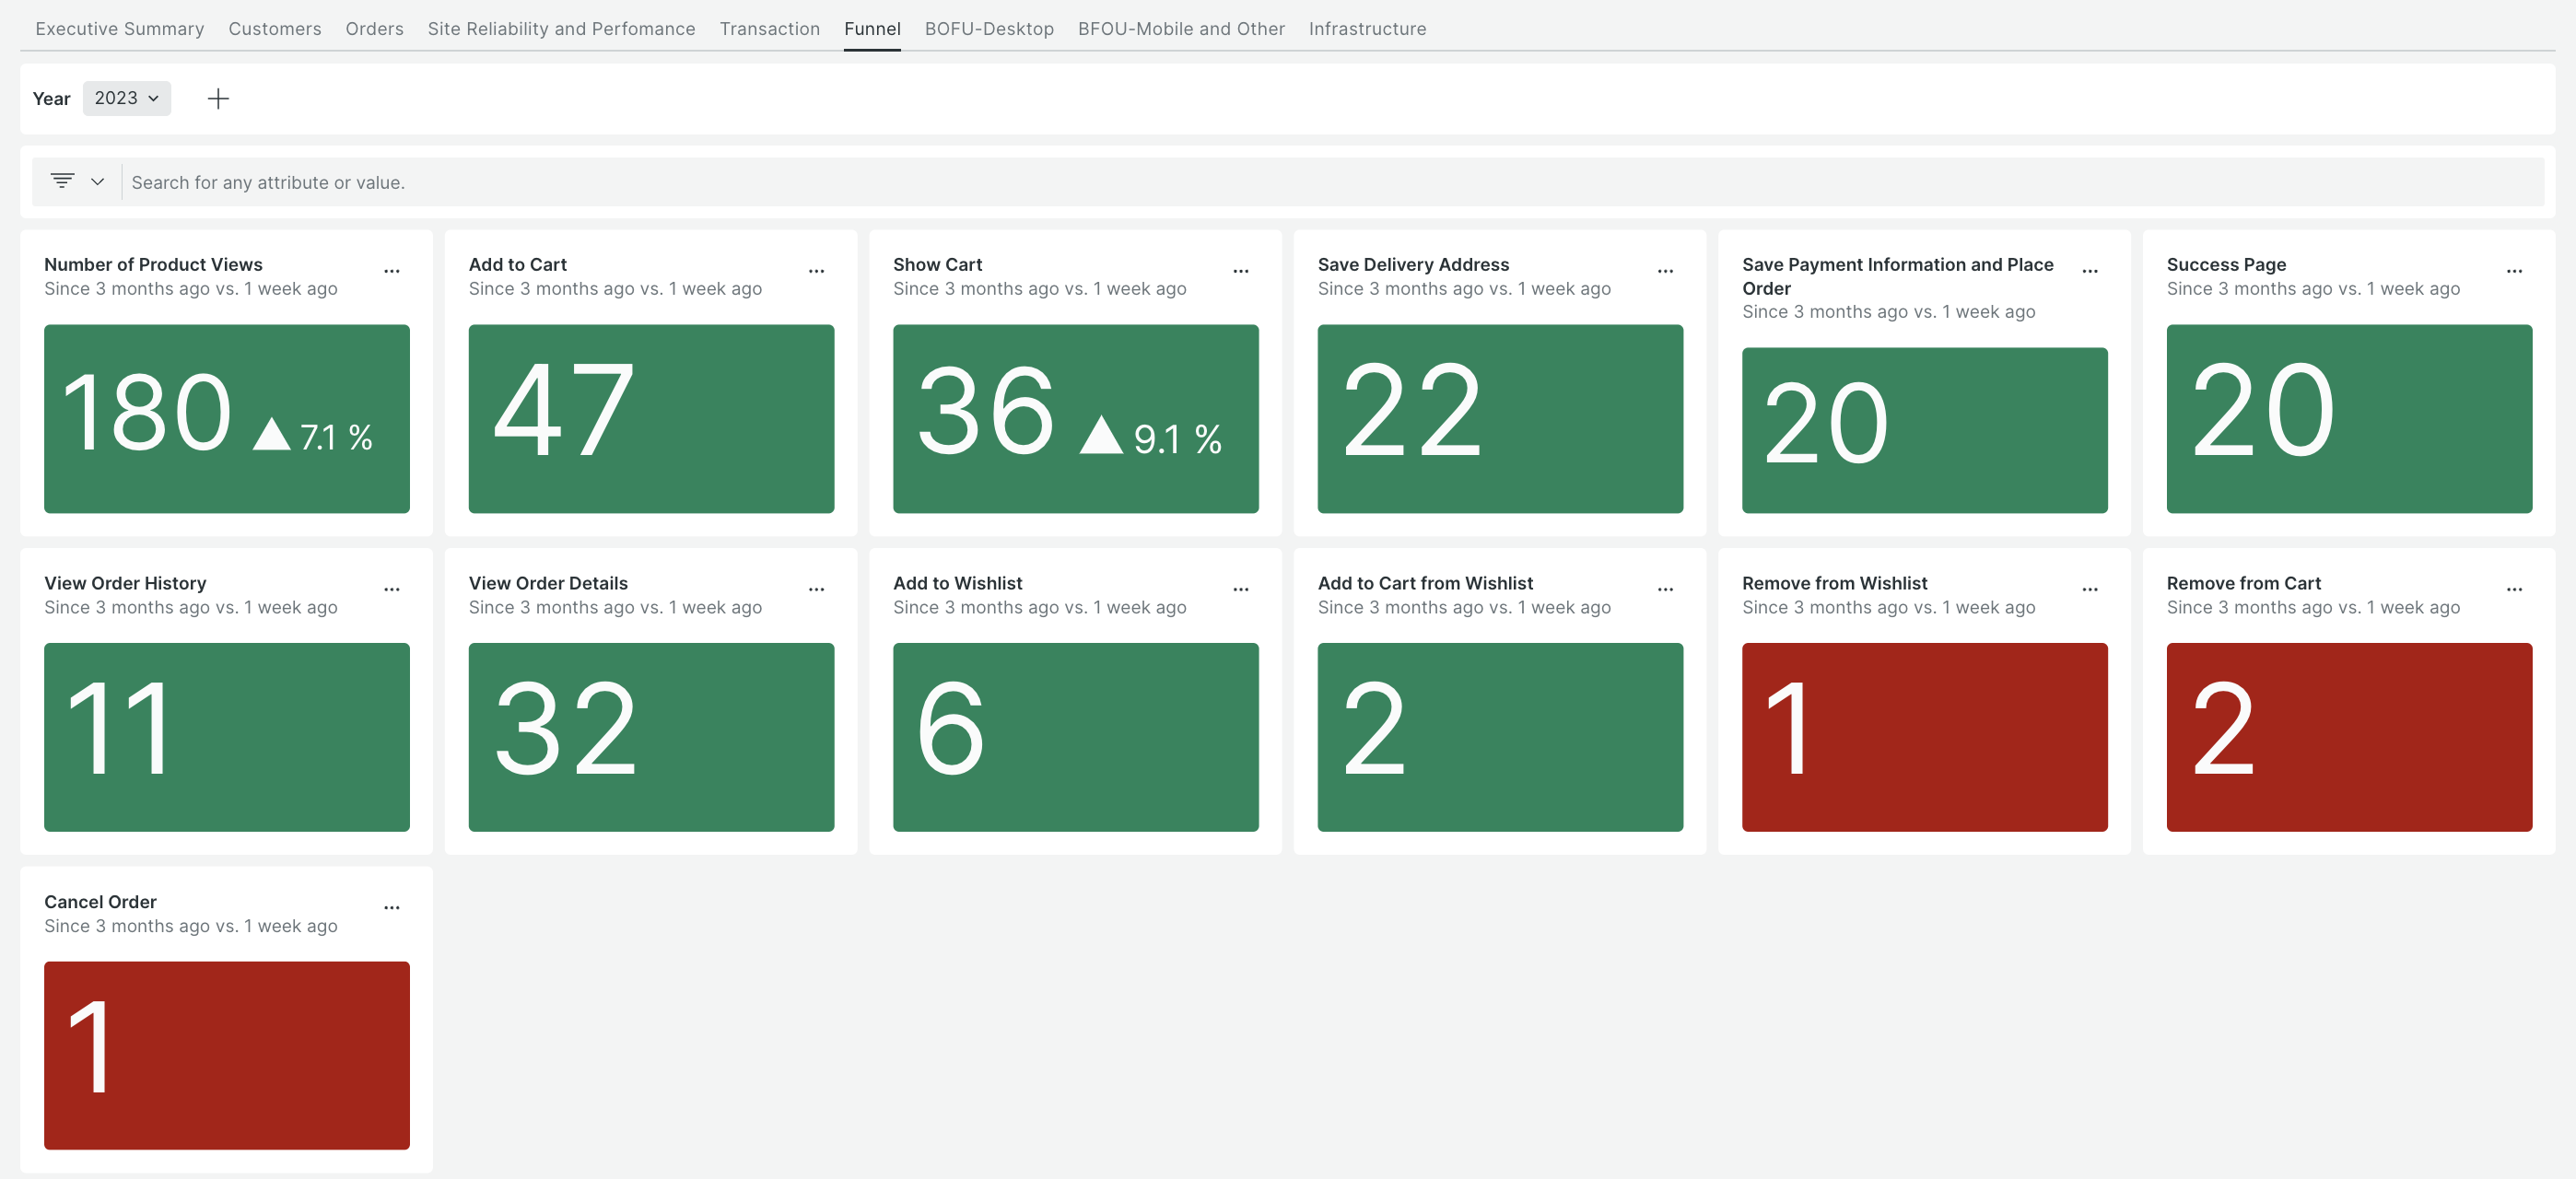 Executive Summary Customers Orders Site Reliability and Perfomance Transaction Funnel BOFU-Desktop BFOU-Mobile and Other Infrastructure
Year 2023
Search for any attribute or value.
Number of Product Views
Since 3 months ago vs. 1 week ago
180 ▲ 7.1 %
Add to Cart
Since 3 months ago vs. 1 week ago
47
Show Cart
Since 3 months ago vs. 1 week ago
36 ▲ 9.1 %
Save Delivery Address
Since 3 months ago vs. 1 week ago
22
Save Payment Information and Place
Order
Since 3 months ago vs. 1 week ago
20
Success Page
Since 3 months ago vs. 1 week ago
20
View Order History
Since 3 months ago vs. 1 week ago
11
View Order Details
Since 3 months ago vs. 1 week ago
32
Add to Wishlist
Since 3 months ago vs. 1 week ago
6
Add to Cart from Wishlist
Since 3 months ago vs. 1 week ago
2
Remove from Wishlist
Since 3 months ago vs. 1 week ago
1
Remove from Cart
Since 3 months ago vs. 1 week ago
2
Cancel Order
Since 3 months ago vs. 1 week ago
1